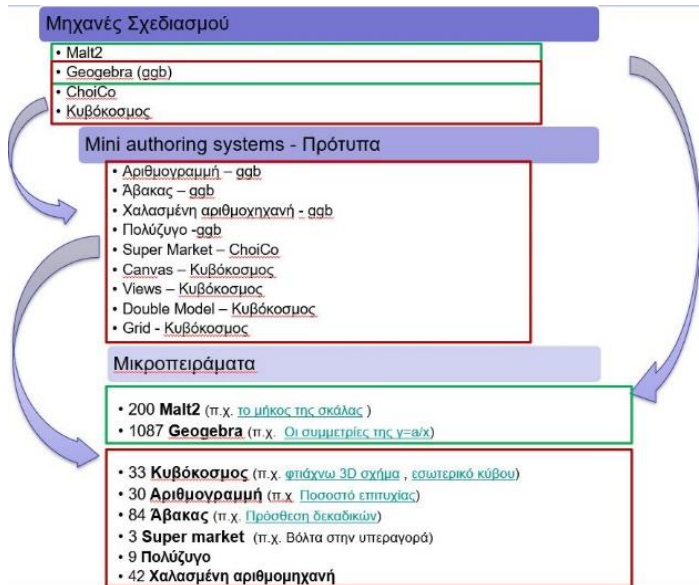 Μηχανές Σχεδιασμού
• Malt2
• Geogebra (ggb)
• ChoiCo
• Κυβόκοσμος
Mini authoring systems - Πρότυπα
• Αριθμογραμμή – ggb
• Άβακας – ggb
• Χαλασμένη αριθμοχηχανή - ggb
• Πολύζυγο -ggb
• Super Market – ChoiCo
• Canvas – Κυβόκοσμος
• Views – Κυβόκοσμος
• Double Model – Κυβόκοσμος
• Grid - Κυβόκοσμος
Μικροπειράματα
• 200 Malt2 (π.χ. το μήκος της σκάλας )
• 1087 Geogebra (π.χ. Οι συμμετρίες της y=a/x)
• 33 Κυβόκοσμος (π.χ. φτιάχνω 3D σχήμα , εσωτερικό κύβου)
• 30 Αριθμογραμμή (π.χ Ποσοστό επιτυχίας)
• 84 Άβακας (π.χ. Πρόσθεση δεκαδικών)
• 3 Super market (π.χ. Βόλτα στην υπεραγορά)
• 9 Πολύζυγο
• 42 Χαλασμένη αριθμομηχανή